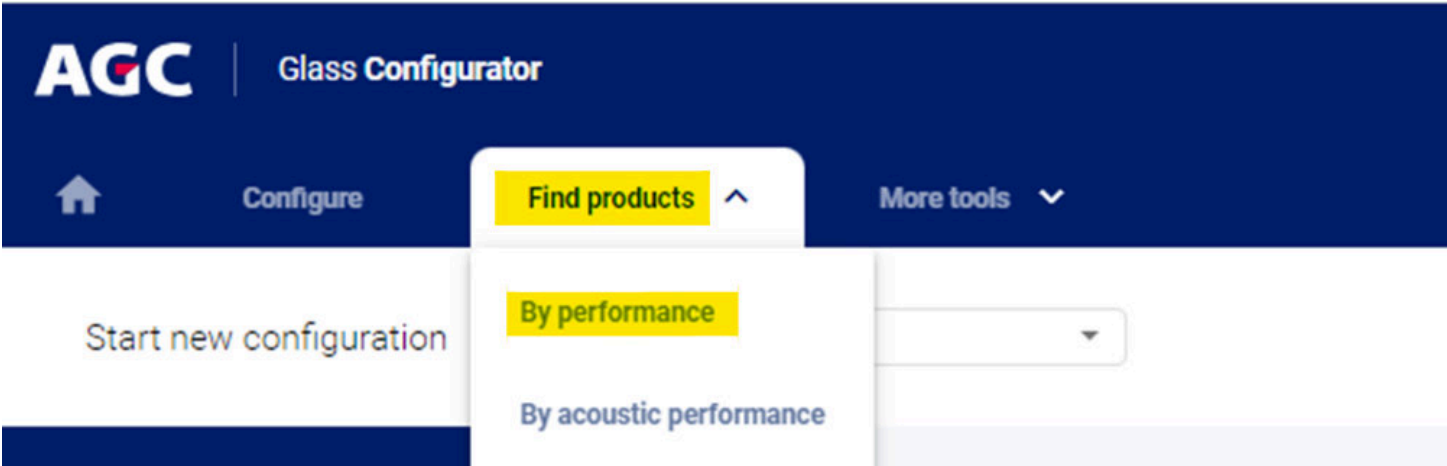 AGC Glass Configurator
Configure Find products More tools
By performance
Start new configuration
By acoustic performance